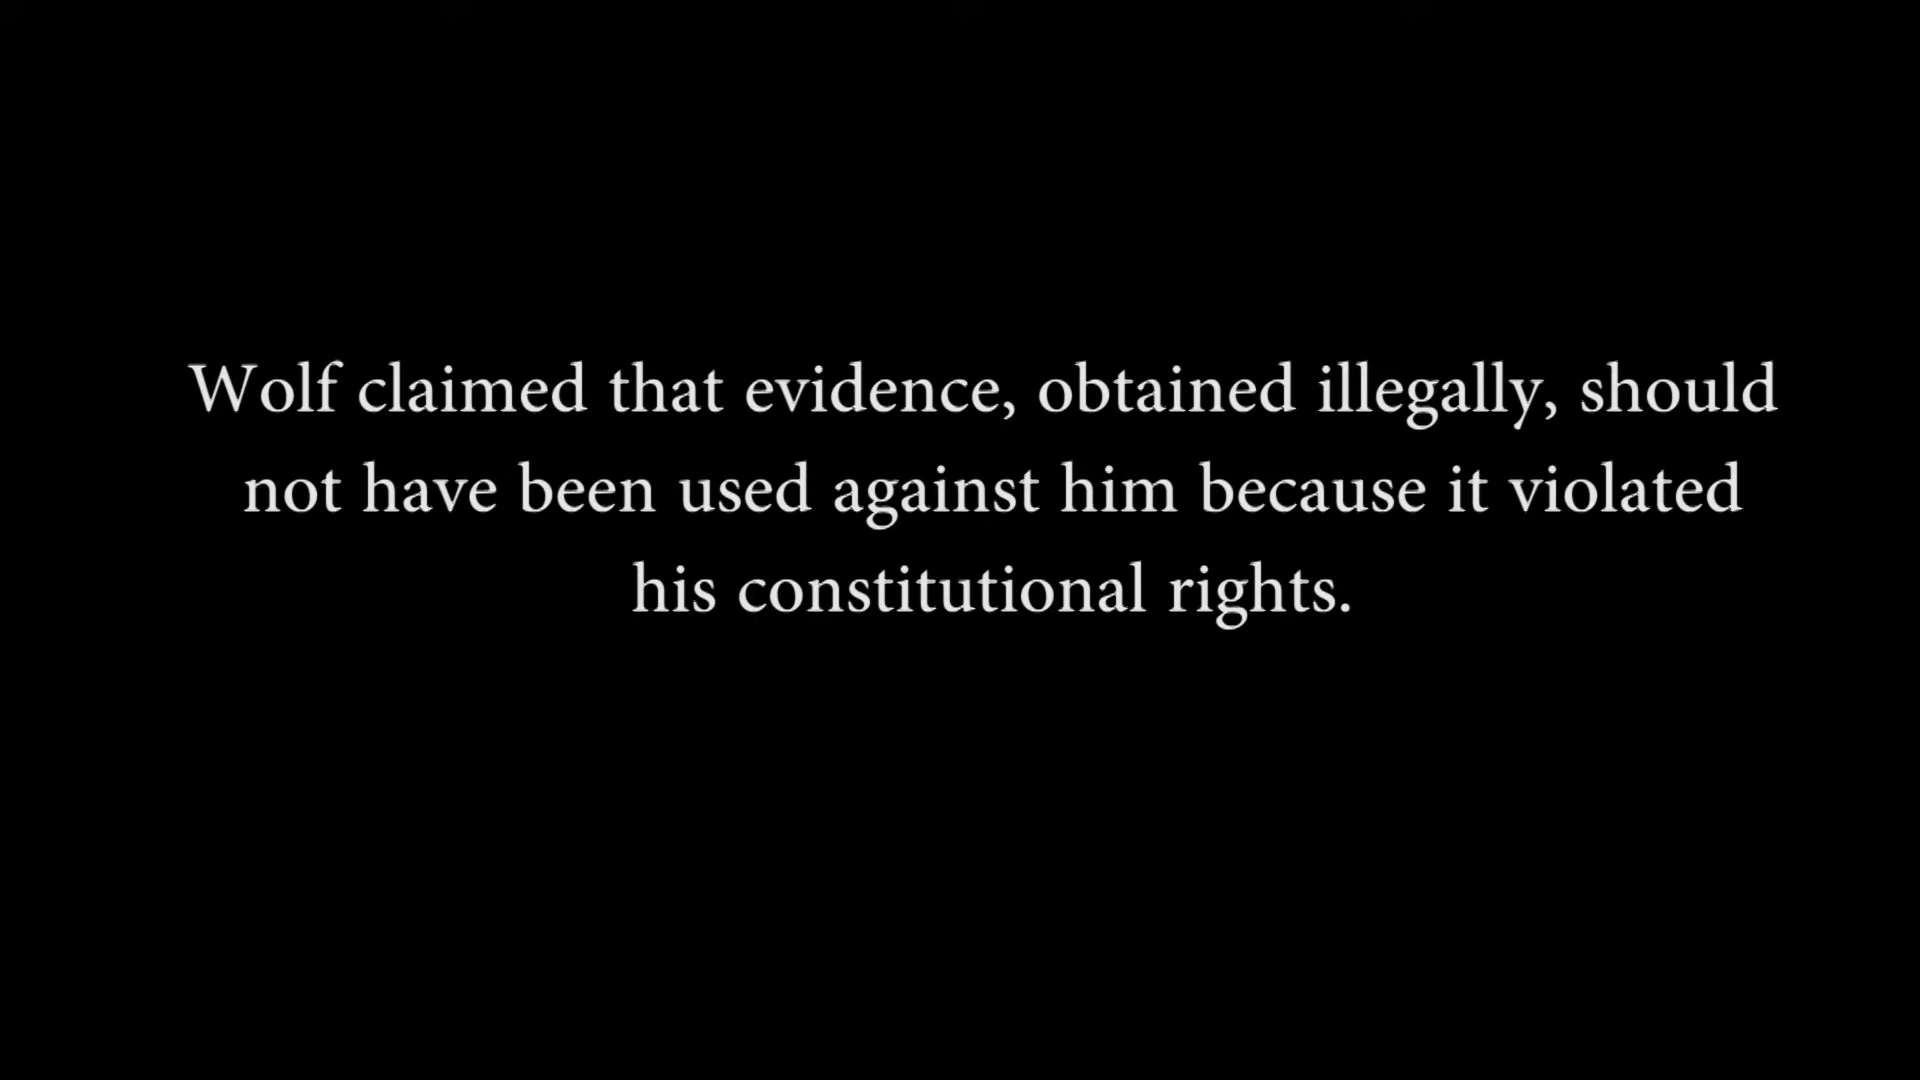 Wolf claimed that evidence, obtained illegally, should
not have been used against him because it violated
his constitutional rights.